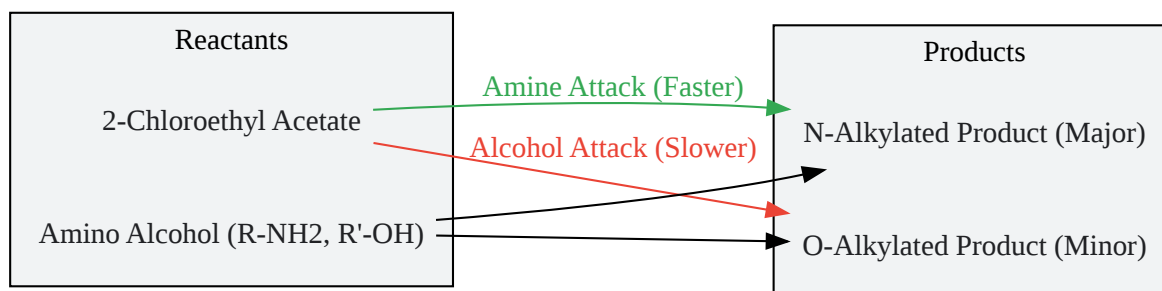 Reactants
2-Chloroethyl Acetate
Amino Alcohol (R-NH2, R'-OH)
Amine Attack (Faster)
Alcohol Attack (Slower)
Products
N-Alkylated Product (Major)
O-Alkylated Product (Minor)